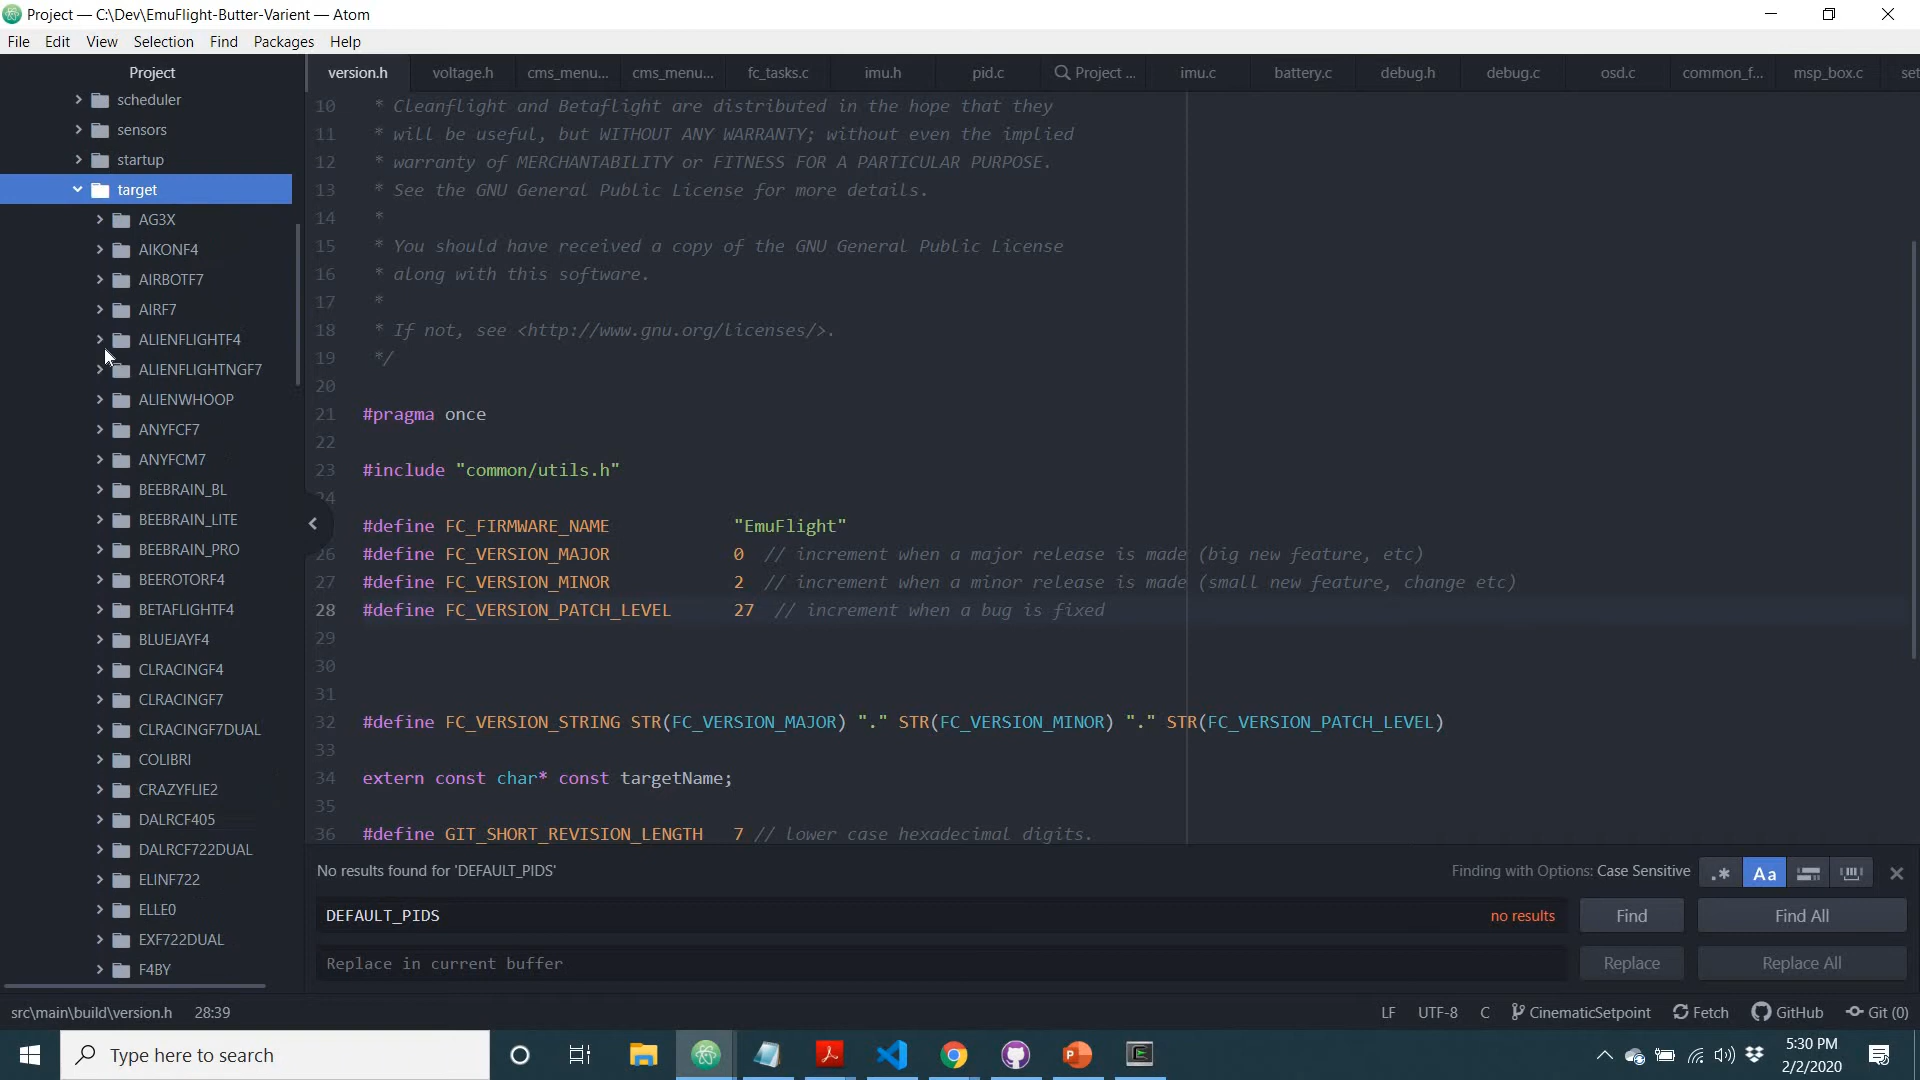 Project — C:\Dev\EmuFlight-Butter-Varient — Atom
File Edit View Selection Find Packages Help
Project
version.h voltage.h cms_menu... cms_menu... fc_tasks.c imu.h pid.c Project ... imu.c battery.c debug.h debug.c osd.c common_f... msp_box.c set
scheduler
sensors
startup
target
AG3X
AIKONF4
AIRBOTF7
AIRF7
ALIENFLIGHTF4
ALIENFLIGHTNGF7
ALIENWHOOP
ANYFCF7
ANYFCM7
BEEBRAIN_BL
BEEBRAIN_LITE
BEEBRAIN_PRO
BEEROTORF4
BETAFLIGHTF4
BLUEJAYF4
CLRACINGF4
CLRACINGF7
CLRACINGF7DUAL
COLIBRI
CRAZYFLIE2
DALRCF405
DALRCF722DUAL
ELINF722
ELLE0
EXF722DUAL
F4BY
10 * Cleanflight and Betaflight are distributed in the hope that they
11 * will be useful, but WITHOUT ANY WARRANTY; without even the implied
12 * warranty of MERCHANTABILITY or FITNESS FOR A PARTICULAR PURPOSE.
13 * See the GNU General Public License for more details.
14 *
15 * You should have received a copy of the GNU General Public License
16 * along with this software.
17 *
18 * If not, see <http://www.gnu.org/licenses/>.
19 */
20
21 #pragma once
22
23 #include "common/utils.h"
24
#define FC_FIRMWARE_NAME "EmuFlight"
26 #define FC_VERSION_MAJOR 0 // increment when a major release is made (big new feature, etc)
27 #define FC_VERSION_MINOR 2 // increment when a minor release is made (small new feature, change etc)
28 #define FC_VERSION_PATCH_LEVEL 27 // increment when a bug is fixed
29
30
31
32 #define FC_VERSION_STRING STR(FC_VERSION_MAJOR) "." STR(FC_VERSION_MINOR) "." STR(FC_VERSION_PATCH_LEVEL)
33
34 extern const char* const targetName;
35
36 #define GIT_SHORT_REVISION_LENGTH 7 // lower case hexadecimal digits.
No results found for 'DEFAULT_PIDS' Finding with Options: Case Sensitive .* Aa
DEFAULT_PIDS no results Find Find All
Replace in current buffer Replace Replace All
src\main\build\version.h 28:39 LF UTF-8 C CinematicSetpoint Fetch GitHub Git (0)
Type here to search
5:30 PM
2/2/2020